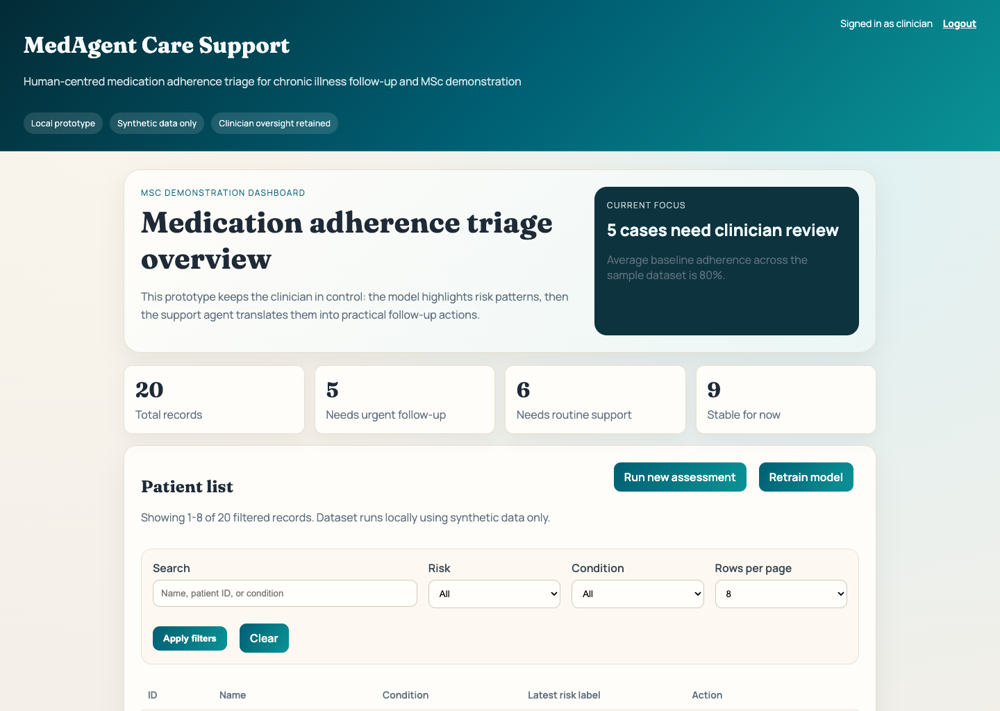 Signed in as clinician Logout
MedAgent Care Support
Human-centred medication adherence triage for chronic illness follow-up and MSc demonstration
Local prototype Synthetic data only Clinician oversight retained
MSC DEMONSTRATION DASHBOARD
Medication adherence triage
overview
This prototype keeps the clinician in control: the model highlights risk patterns, then
the support agent translates them into practical follow-up actions.
CURRENT FOCUS
5 cases need clinician review
Average baseline adherence across the
sample dataset is 80%.
20
Total records
5
Needs urgent follow-up
6
Needs routine support
9
Stable for now
Patient list
Run new assessment Retrain model
Showing 1-8 of 20 filtered records. Dataset runs locally using synthetic data only.
Search Risk Condition Rows per page
Name, patient ID, or condition All All 8
Apply filters Clear
ID Name Condition Latest risk label Action